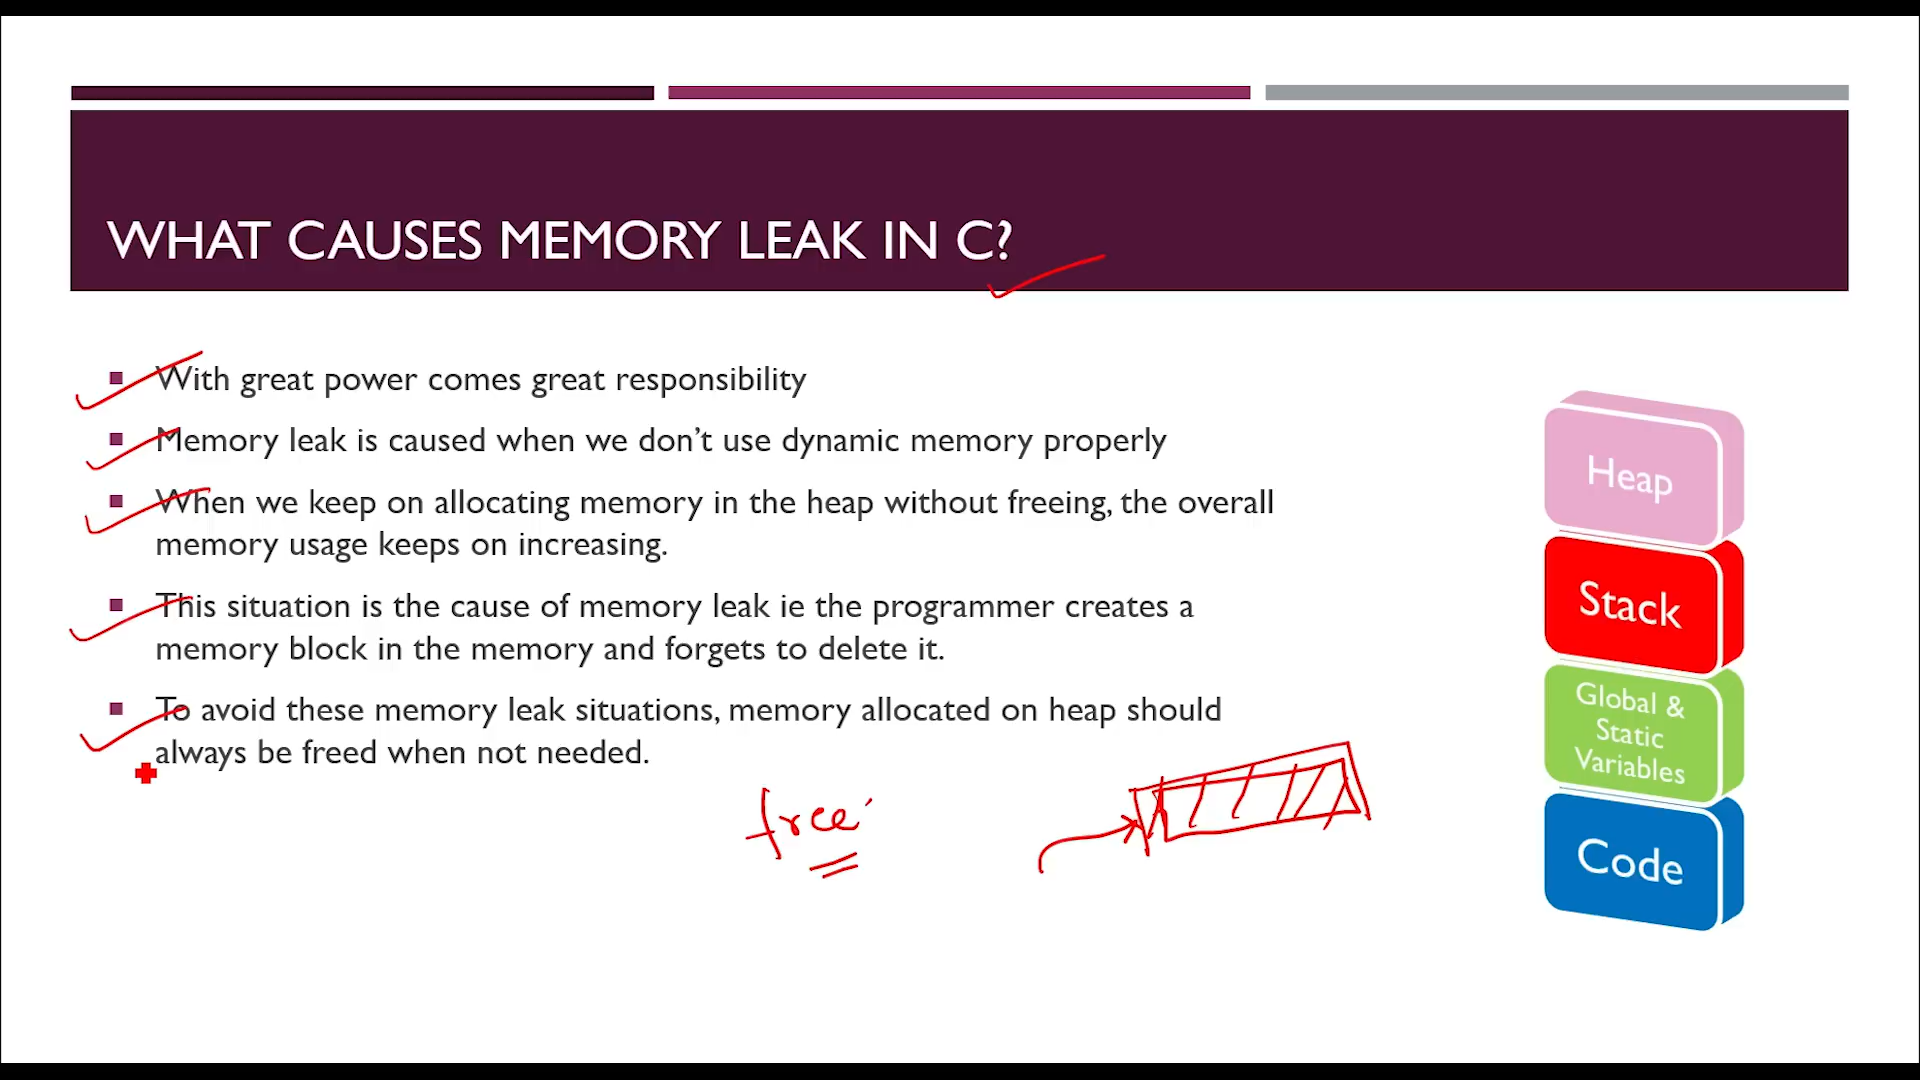 WHAT CAUSES MEMORY LEAK IN C?
With great power comes great responsibility
Memory leak is caused when we don’t use dynamic memory properly
When we keep on allocating memory in the heap without freeing, the overall
memory usage keeps on increasing.
This situation is the cause of memory leak ie the programmer creates a
memory block in the memory and forgets to delete it.
To avoid these memory leak situations, memory allocated on heap should
always be freed when not needed.
free
Heap
Stack
Global &
Static
Variables
Code